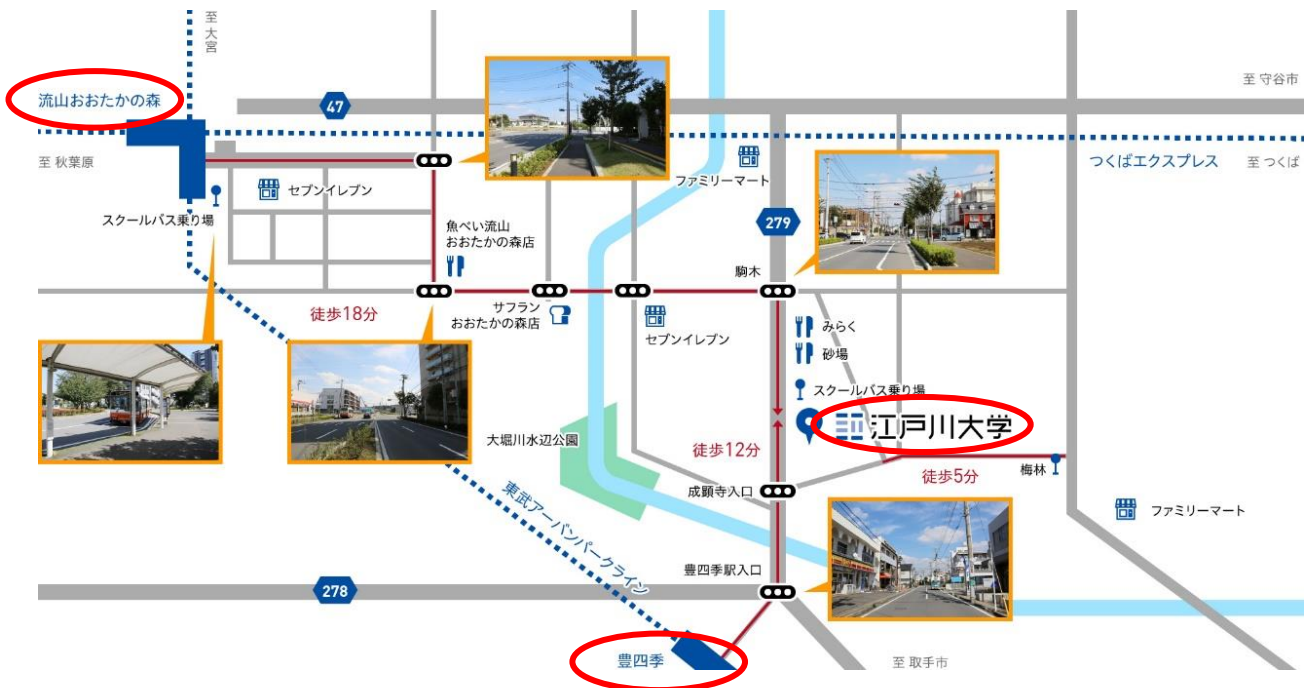 至大宮
流山おおたかの森
47
至 守谷市
至 秋葉原
つくばエクスプレス
至 つくば
ファミリーマート
セブンイレブン
スクールバス乗り場
279
魚べい流山
おおたかの森店
駒木
徒歩18分
サフラン
おおたかの森店
セブンイレブン
みらく
砂場
スクールバス乗り場
江戸川大学
大堀川水辺公園
徒歩12分
徒歩5分
梅林
成顕寺入口
ファミリーマート
東武アーバンパークライン
豊四季駅入口
278
豊四季
至 取手市